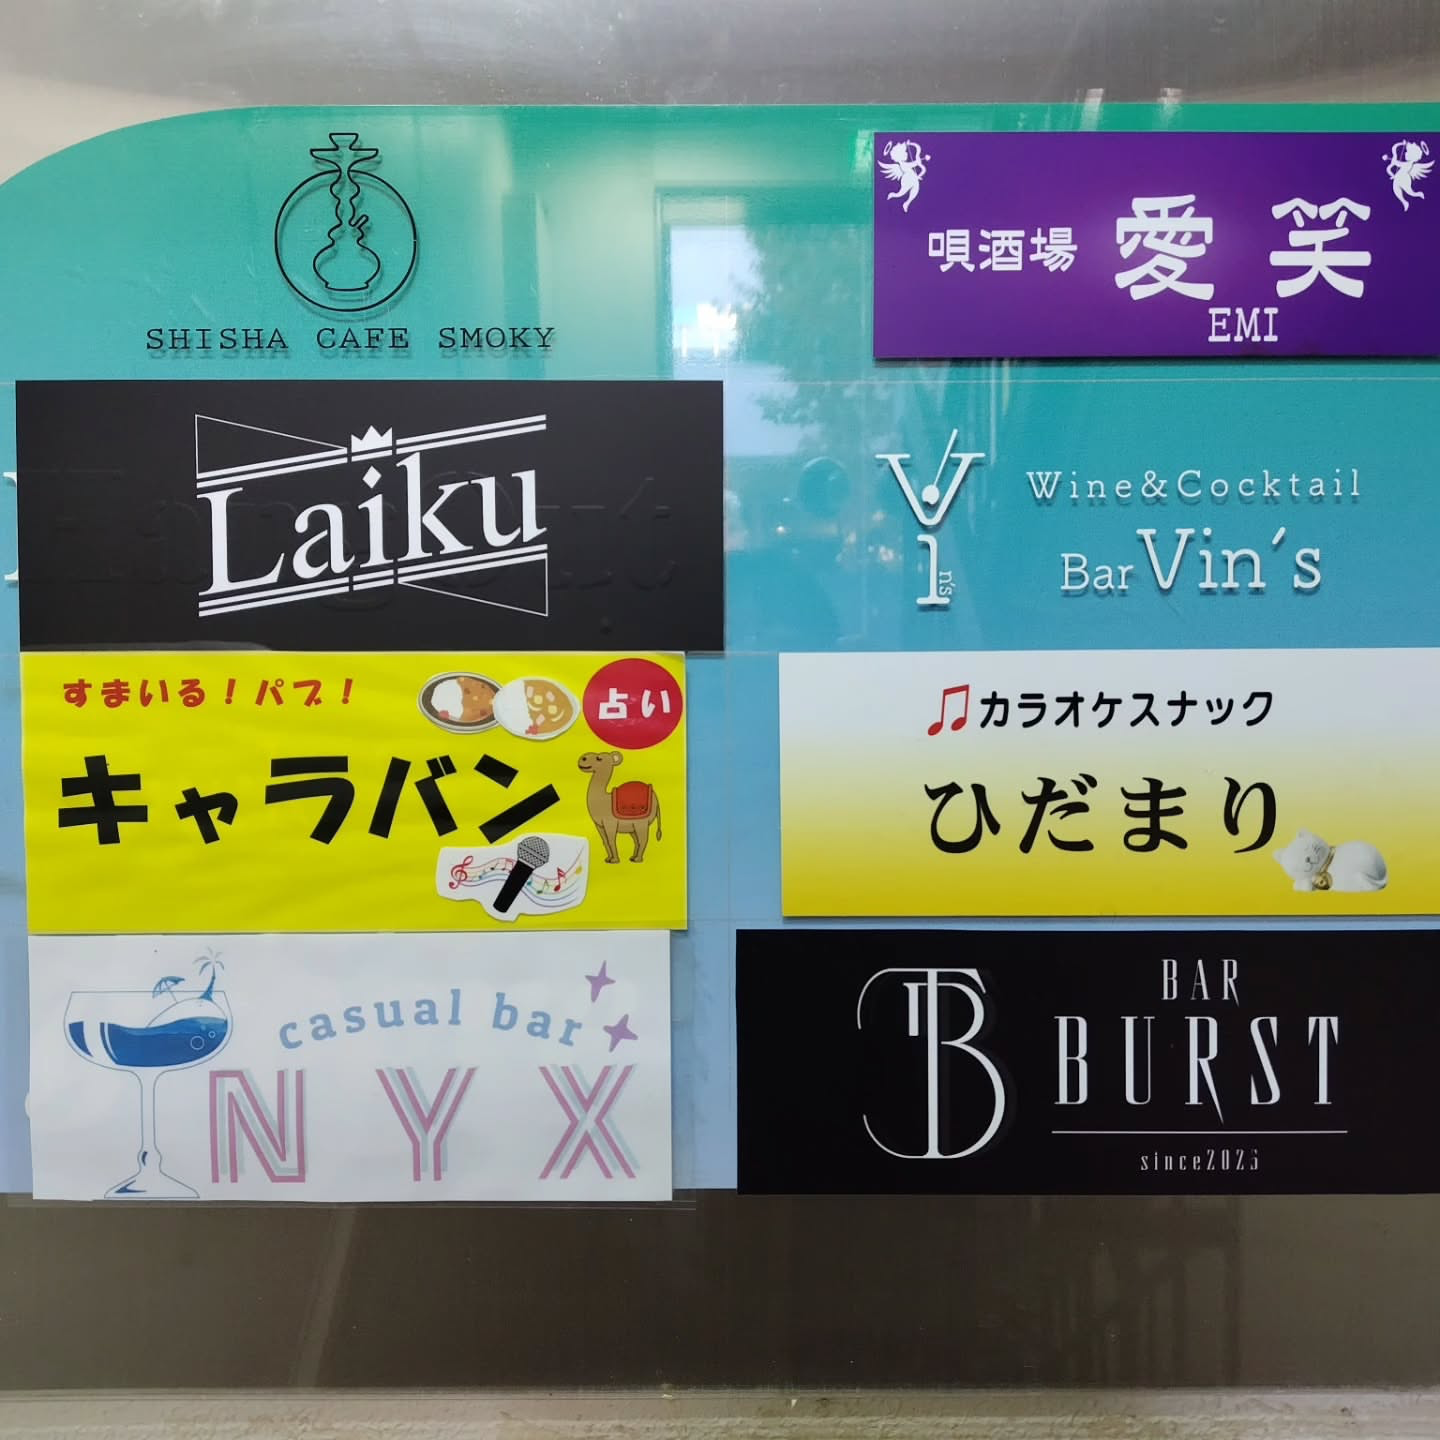 SHISHA CAFE SMOKY
唄酒場 愛笑
EMI
Laiku
Vin's
Wine&Cocktail
Bar Vin's
すまいる！パブ！
占い
キャラバン
カラオケスナック
ひだまり
casual bar
NYX
B
BAR
BURST
since2023